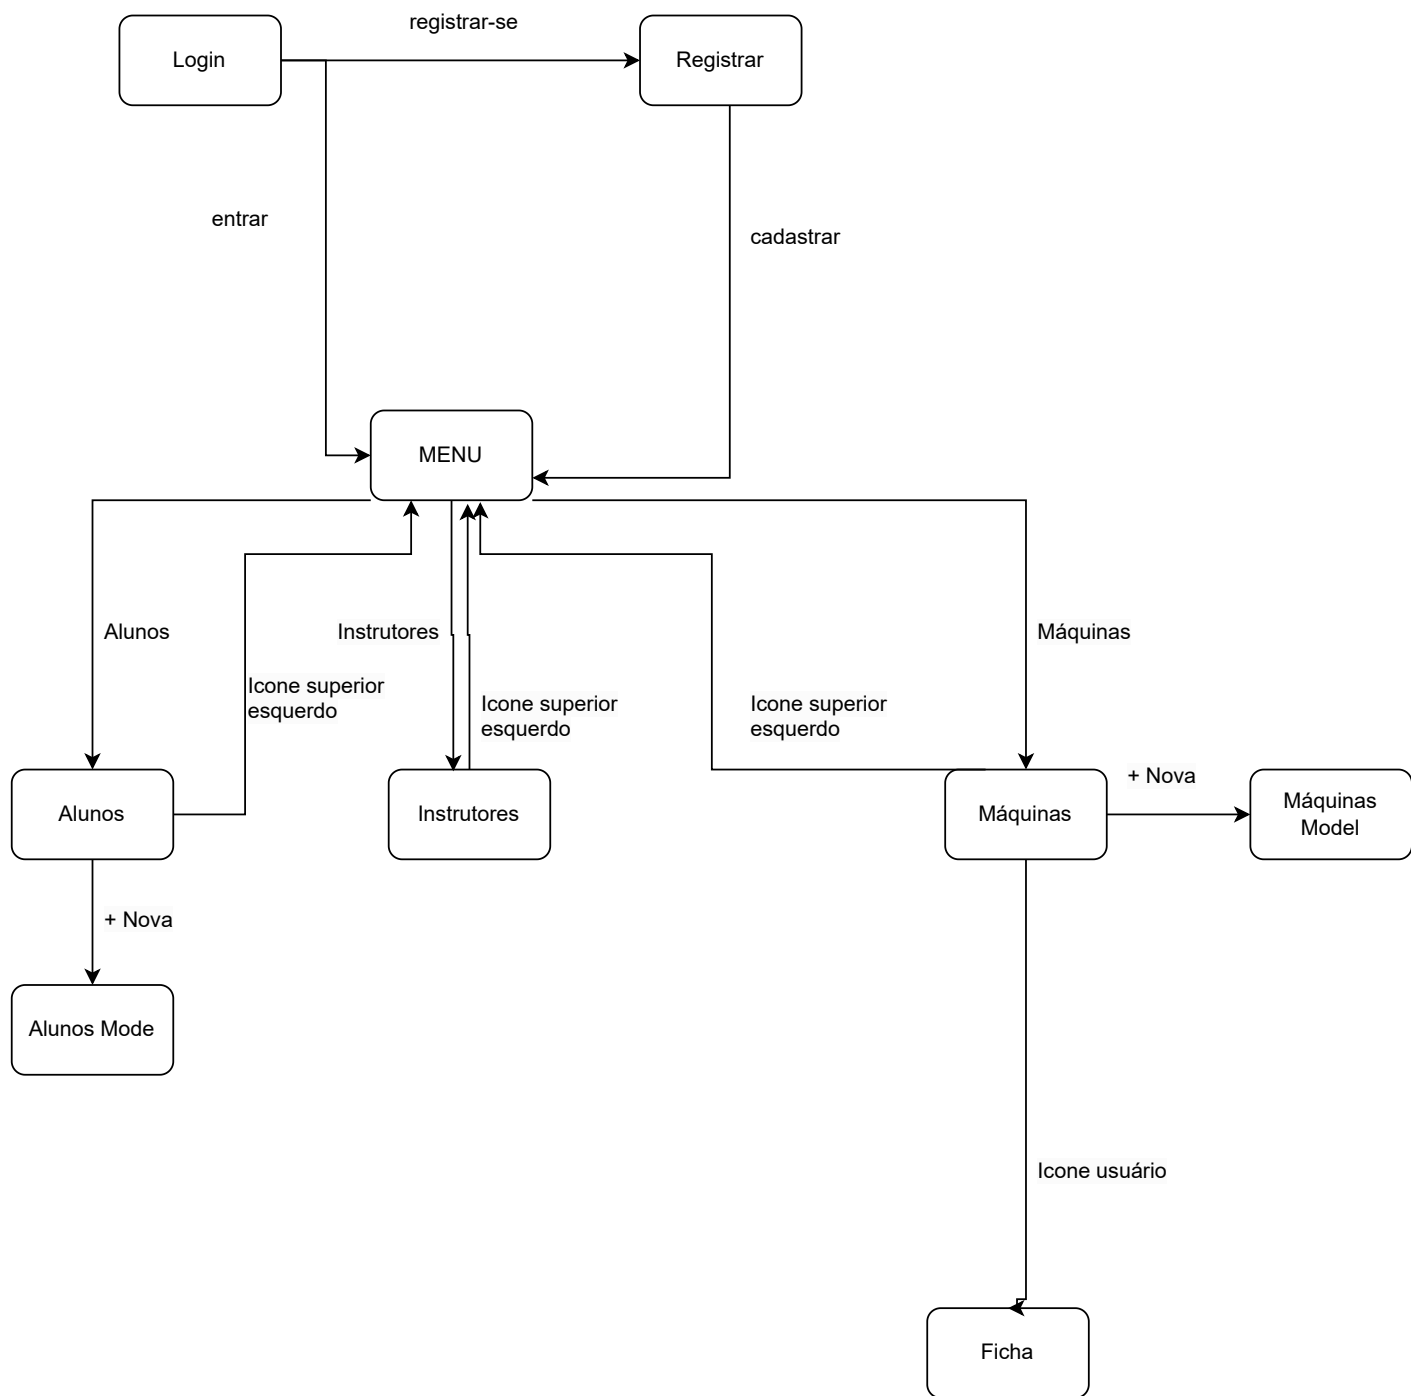 registrar-se
Login
Registrar
entrar
cadastrar
MENU
Alunos
Instrutores
Máquinas
Icone superior
esquerdo
Icone superior
esquerdo
Icone superior
esquerdo
+ Nova
Alunos
Instrutores
Máquinas
Máquinas
Model
+ Nova
Alunos Mode
Icone usuário
Ficha